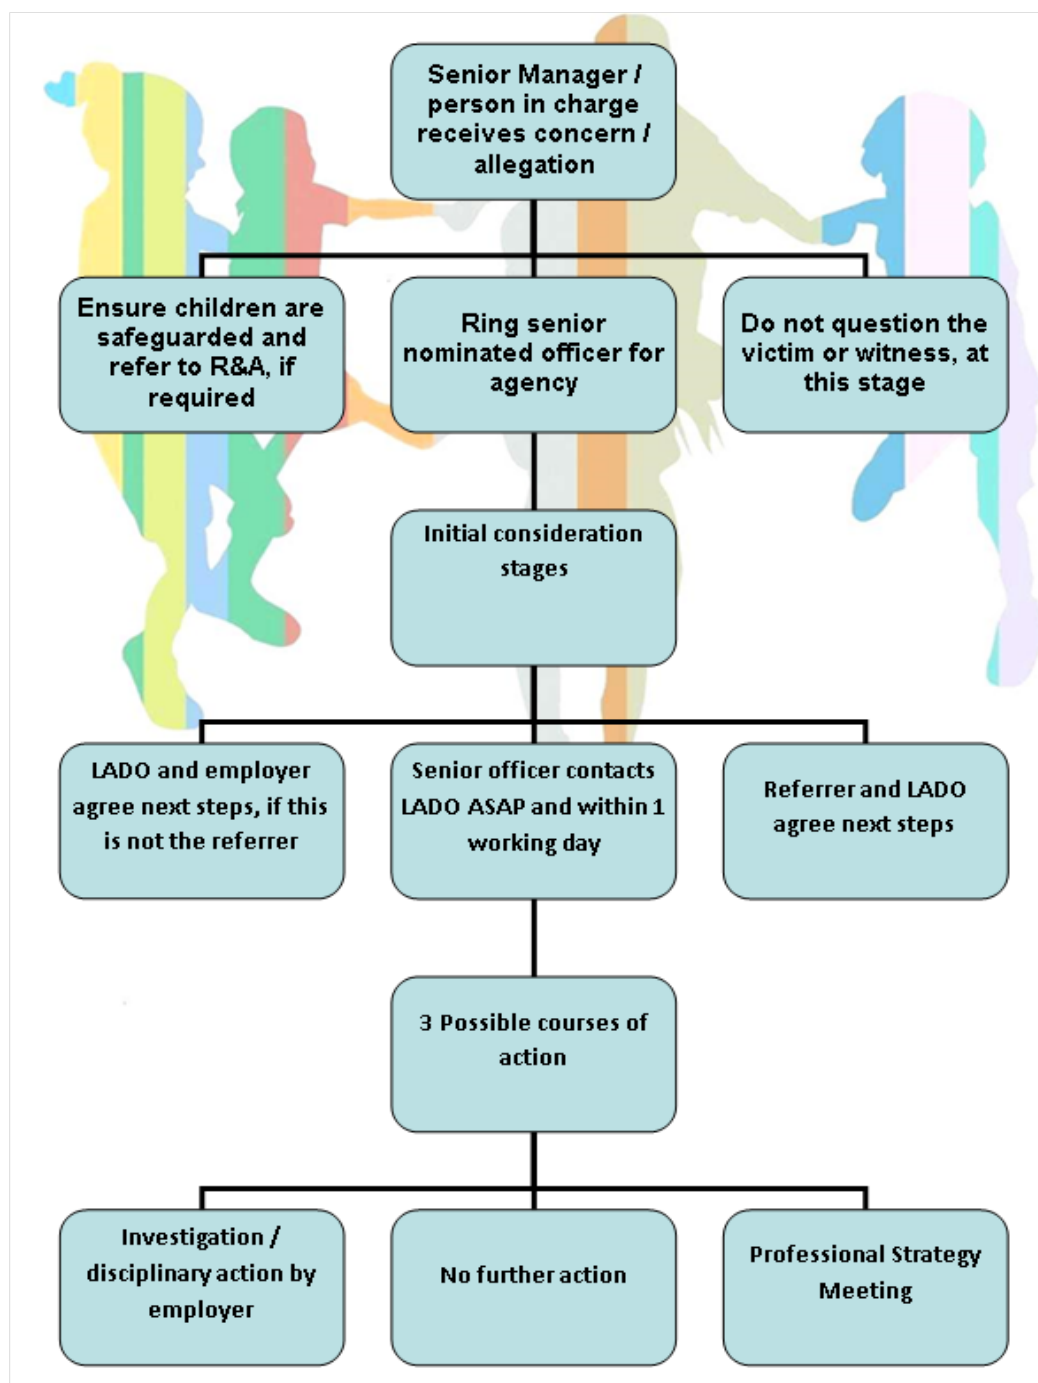 Senior Manager /
person in charge
receives concern /
allegation
Ensure children are
safeguarded and
refer to R&A, if
required
Ring senior
nominated officer for
agency
Do not question the
victim or witness, at
this stage
Initial consideration
stages
LADO and employer
agree next steps, if this
is not the referrer
Senior officer contacts
LADO ASAP and within 1
working day
Referrer and LADO
agree next steps
3 Possible courses of
action
Investigation /
disciplinary action by
employer
No further action
Professional Strategy
Meeting